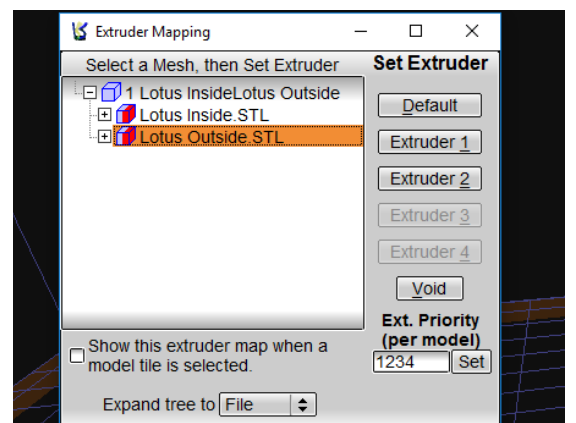 Extruder Mapping
Select a Mesh, then Set Extruder
Set Extruder
1 Lotus InsideLotus Outside
Lotus Inside.STL
Lotus Outside.STL
Default
Extruder 1
Extruder 2
Extruder 3
Extruder 4
Void
Ext. Priority
(per model)
1234 Set
Show this extruder map when a
model tile is selected.
Expand tree to File